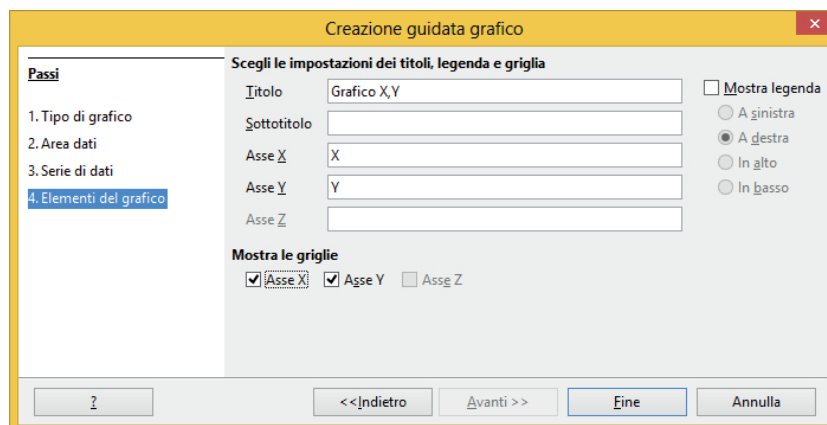 Creazione guidata grafico
x
Passi
1. Tipo di grafico
2. Area dati
3. Serie di dati
4. Elementi del grafico
Scegli le impostazioni dei titoli, legenda e griglia
Titolo Grafico X,Y
Sottotitolo
Asse X X
Asse Y Y
Asse Z
Mostra legenda
A sinistra
A destra
In alto
In basso
Mostra le griglie
Asse X Asse Y Asse Z
? <<Indietro Avanti >> Fine Annulla